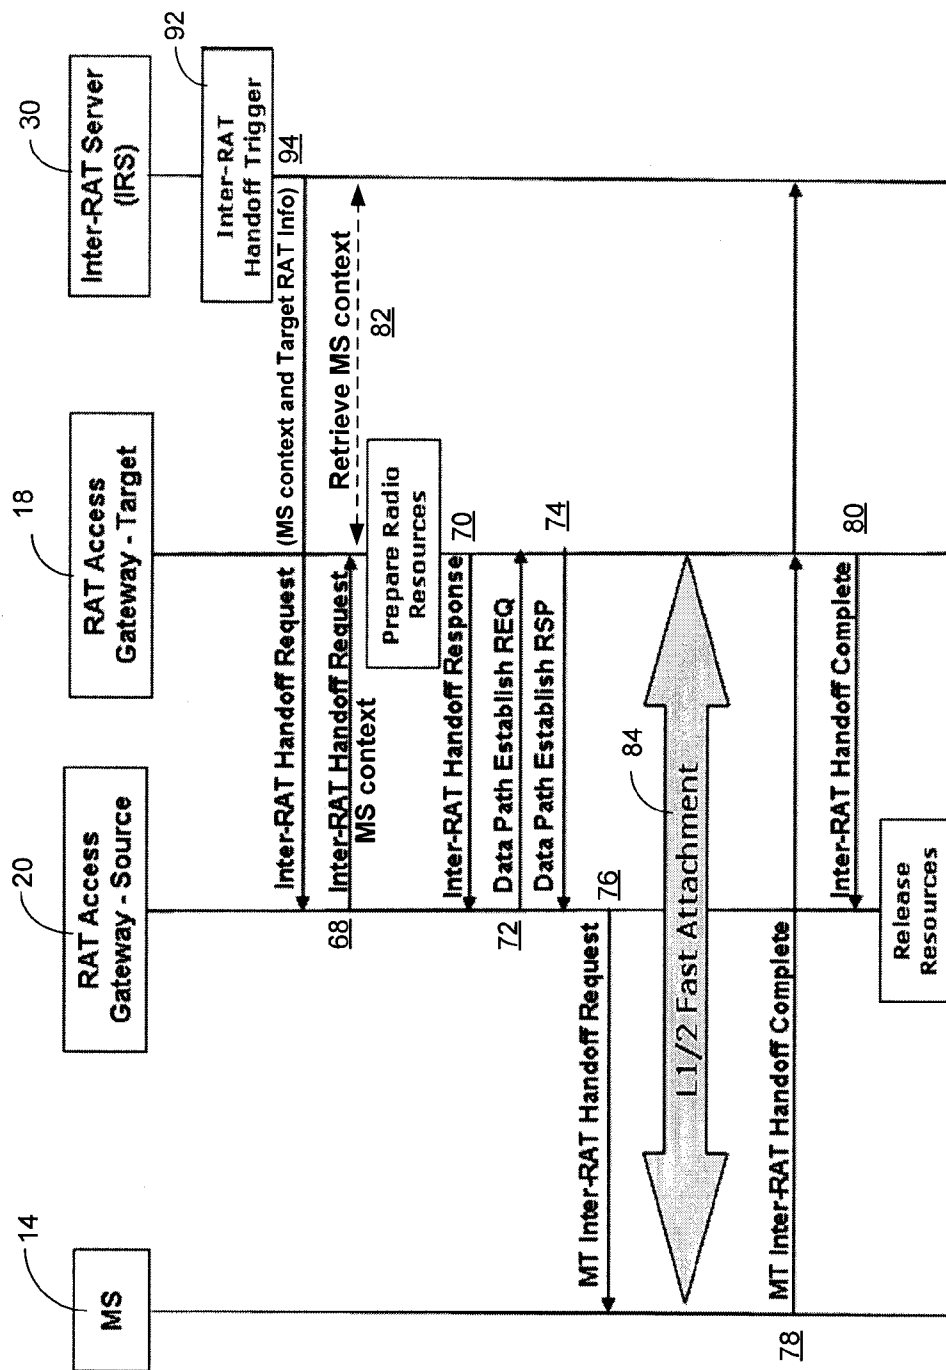 14
MS
20
RAT Access
Gateway - Source
18
RAT Access
Gateway - Target
30
Inter-RAT Server
(IRS)
92
Inter-RAT
Handoff Trigger
94
Inter-RAT Handoff Request (MS context and Target RAT Info)
68
Inter-RAT Handoff Request
MS context
Retrieve MS context
82
Prepare Radio
Resources
Inter-RAT Handoff Response
70
Data Path Establish REQ
72
Data Path Establish RSP
74
MT Inter-RAT Handoff Request
76
84
L1/2 Fast Attachment
MT Inter-RAT Handoff Complete
78
Inter-RAT Handoff Complete
80
Release
Resources